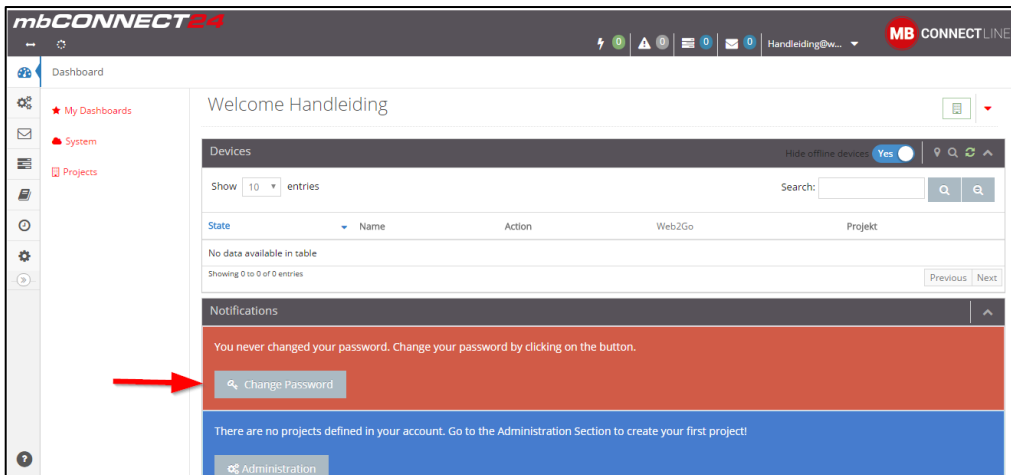 mbCONNECT24
0 0 0 0 Handleiding@w...
MB CONNECTLINE
Dashboard
My Dashboards
System
Projects
Welcome Handleiding
Devices
Hide offline devices Yes
Show 10 entries
Search:
State Name Action Web2Go Projekt
No data available in table
Showing 0 to 0 of 0 entries
Previous Next
Notifications
You never changed your password. Change your password by clicking on the button.
Change Password
There are no projects defined in your account. Go to the Administration Section to create your first project!
Administration